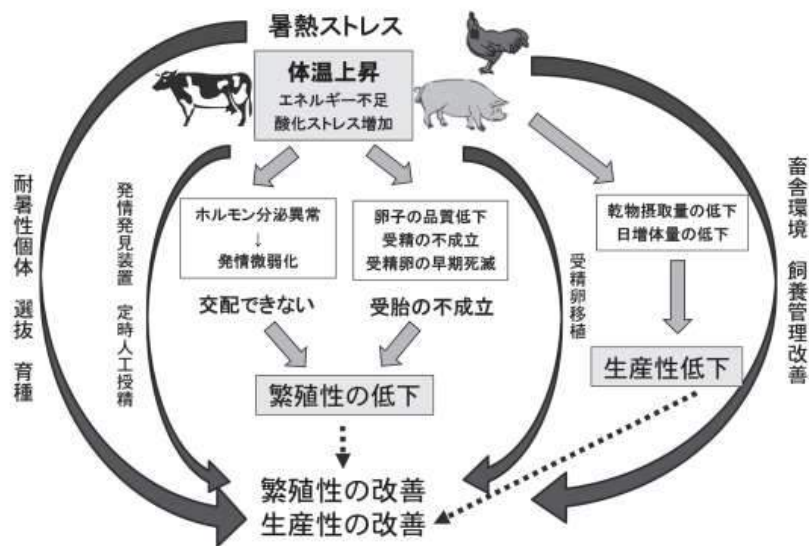 暑熱ストレス
体温上昇
エネルギー不足
酸化ストレス増加
耐暑性個体 選抜 育種
発情発見装置 定時人工授精
ホルモン分泌異常
↓
発情微弱化
交配できない
卵子の品質低下
受精の不成立
受精卵の早期死滅
受胎の不成立
繁殖性の低下
受精卵移植
乾物摂取量の低下
日増体量の低下
生産性低下
畜舎環境 飼養管理改善
繁殖性の改善
生産性の改善